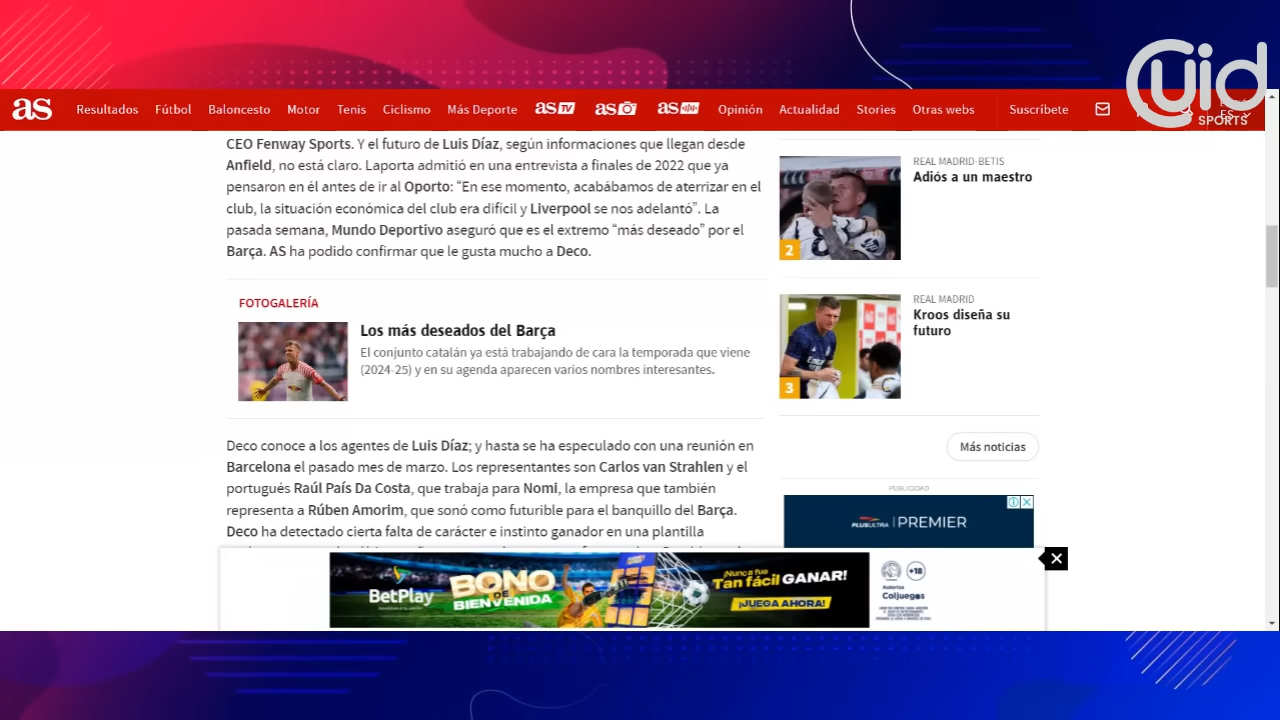 Cuid
SPORTS
as
Resultados Fútbol Baloncesto Motor Tenis Ciclismo Más Deporte as TV as as Opinión Actualidad Stories Otras webs Suscríbete ES
CEO Fenway Sports. Y el futuro de Luis Díaz, según informaciones que llegan desde
Anfield, no está claro. Laporta admitió en una entrevista a finales de 2022 que ya
pensaron en él antes de ir al Oporto: “En ese momento, acabábamos de aterrizar en el
club, la situación económica del club era difícil y Liverpool se nos adelantó”. La
pasada semana, Mundo Deportivo aseguró que es el extremo “más deseado” por el
Barça. AS ha podido confirmar que le gusta mucho a Deco.
FOTOGALERÍA
Los más deseados del Barça
El conjunto catalán ya está trabajando de cara la temporada que viene
(2024-25) y en su agenda aparecen varios nombres interesantes.
Deco conoce a los agentes de Luis Díaz; y hasta se ha especulado con una reunión en
Barcelona el pasado mes de marzo. Los representantes son Carlos van Strahlen y el
portugués Raúl País Da Costa, que trabaja para Nomi, la empresa que también
representa a Rúben Amorim, que sonó como futurible para el banquillo del Barça.
Deco ha detectado cierta falta de carácter e instinto ganador en una plantilla
REAL MADRID-BETIS
Adiós a un maestro
2
REAL MADRID
Kroos diseña su
futuro
3
Más noticias
PUBLICIDAD
PLUSULTRA | PREMIER
BetPlay
BONO
DE
BIENVENIDA
¡Nunca fue
Tan fácil GANAR!
¡JUEGA AHORA!
+18
Autoriza
Coljuegos